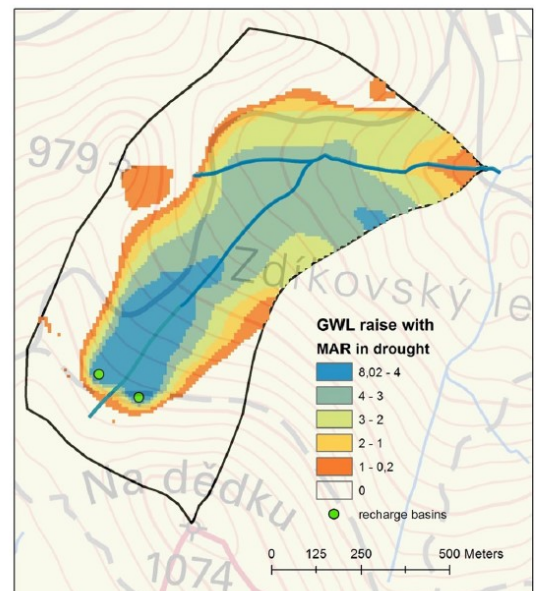 979
Zdíkovský le
GWL raise with
MAR in drought
8,02 - 4
4 - 3
3 - 2
2 - 1
1 - 0,2
0
recharge basins
Na dědku
1074
0 125 250 500 Meters